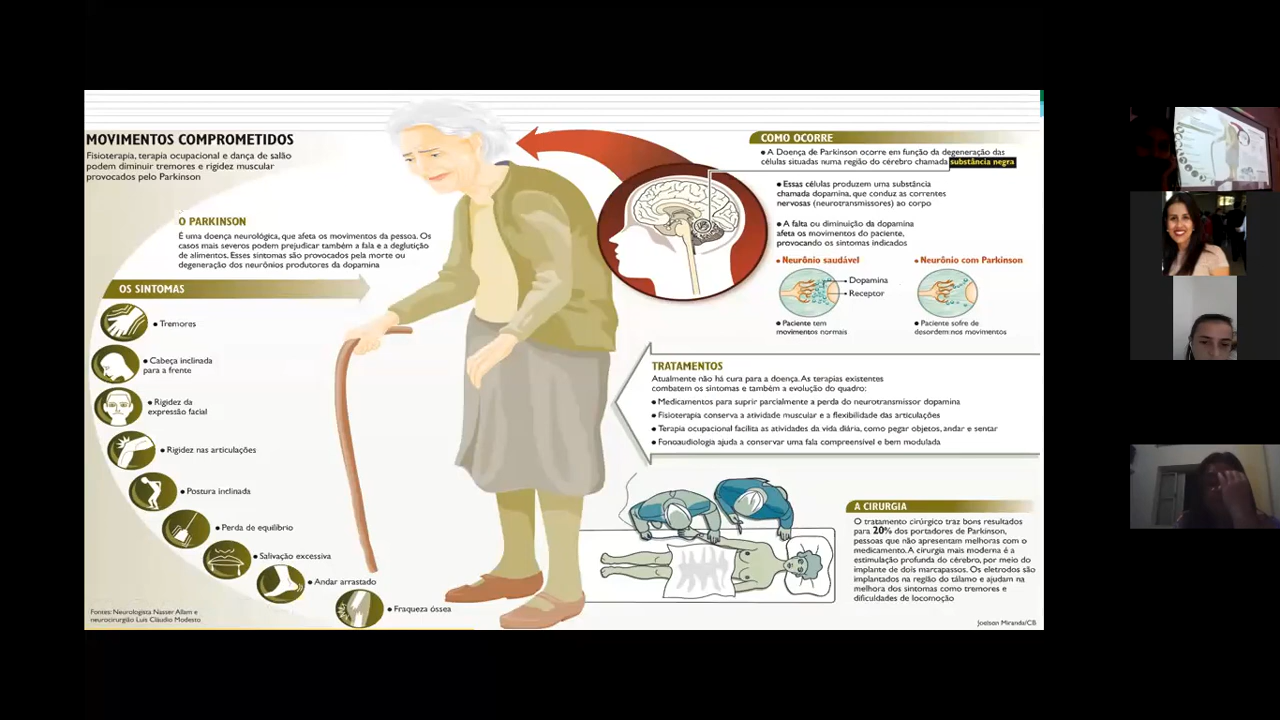 MOVIMENTOS COMPROMETIDOS
Fisioterapia, terapia ocupacional e dança de salão
podem diminuir tremores e rigidez muscular
provocados pelo Parkinson
O PARKINSON
É uma doença neurológica, que afeta os movimentos da pessoa. Os
casos mais severos podem prejudicar também a fala e a deglutição
de alimentos. Esses sintomas são provocados pela morte ou
degeneração dos neurônios produtores da dopamina
OS SINTOMAS
• Tremores
• Cabeça inclinada
para a frente
• Rigidez da
expressão facial
• Rigidez nas articulações
• Postura inclinada
• Perda de equilíbrio
• Salivação excessiva
• Andar arrastado
• Fraqueza óssea
Fontes: Neurologista Nasser Allam e
neurocirurgião Luis Cláudio Modesto
COMO OCORRE
• A Doença de Parkinson ocorre em função da degeneração das
células situadas numa região do cérebro chamada substância negra
• Essas células produzem uma substância
chamada dopamina, que conduz as correntes
nervosas (neurotransmissores) ao corpo
• A falta ou diminuição da dopamina
afeta os movimentos do paciente,
provocando os sintomas indicados
• Neurônio saudável
Dopamina
Receptor
• Paciente tem
movimentos normais
• Neurônio com Parkinson
• Paciente sofre de
desordem nos movimentos
TRATAMENTOS
Atualmente não há cura para a doença. As terapias existentes
combatem os sintomas e também a evolução do quadro:
• Medicamentos para suprir parcialmente a perda do neurotransmissor dopamina
• Fisioterapia conserva a atividade muscular e a flexibilidade das articulações
• Terapia ocupacional facilita as atividades da vida diária, como pegar objetos, andar e sentar
• Fonoaudiologia ajuda a conservar uma fala compreensível e bem modulada
A CIRURGIA
O tratamento cirúrgico traz bons resultados
para 20% dos portadores de Parkinson,
pessoas que não apresentam melhoras com o
medicamento. A cirurgia mais moderna é a
estimulação profunda do cérebro, por meio do
implante de dois marcapassos. Os eletrodos são
implantados na região do tálamo e ajudam na
melhora dos sintomas como tremores e
dificuldades de locomoção
Joelson Miranda/CB